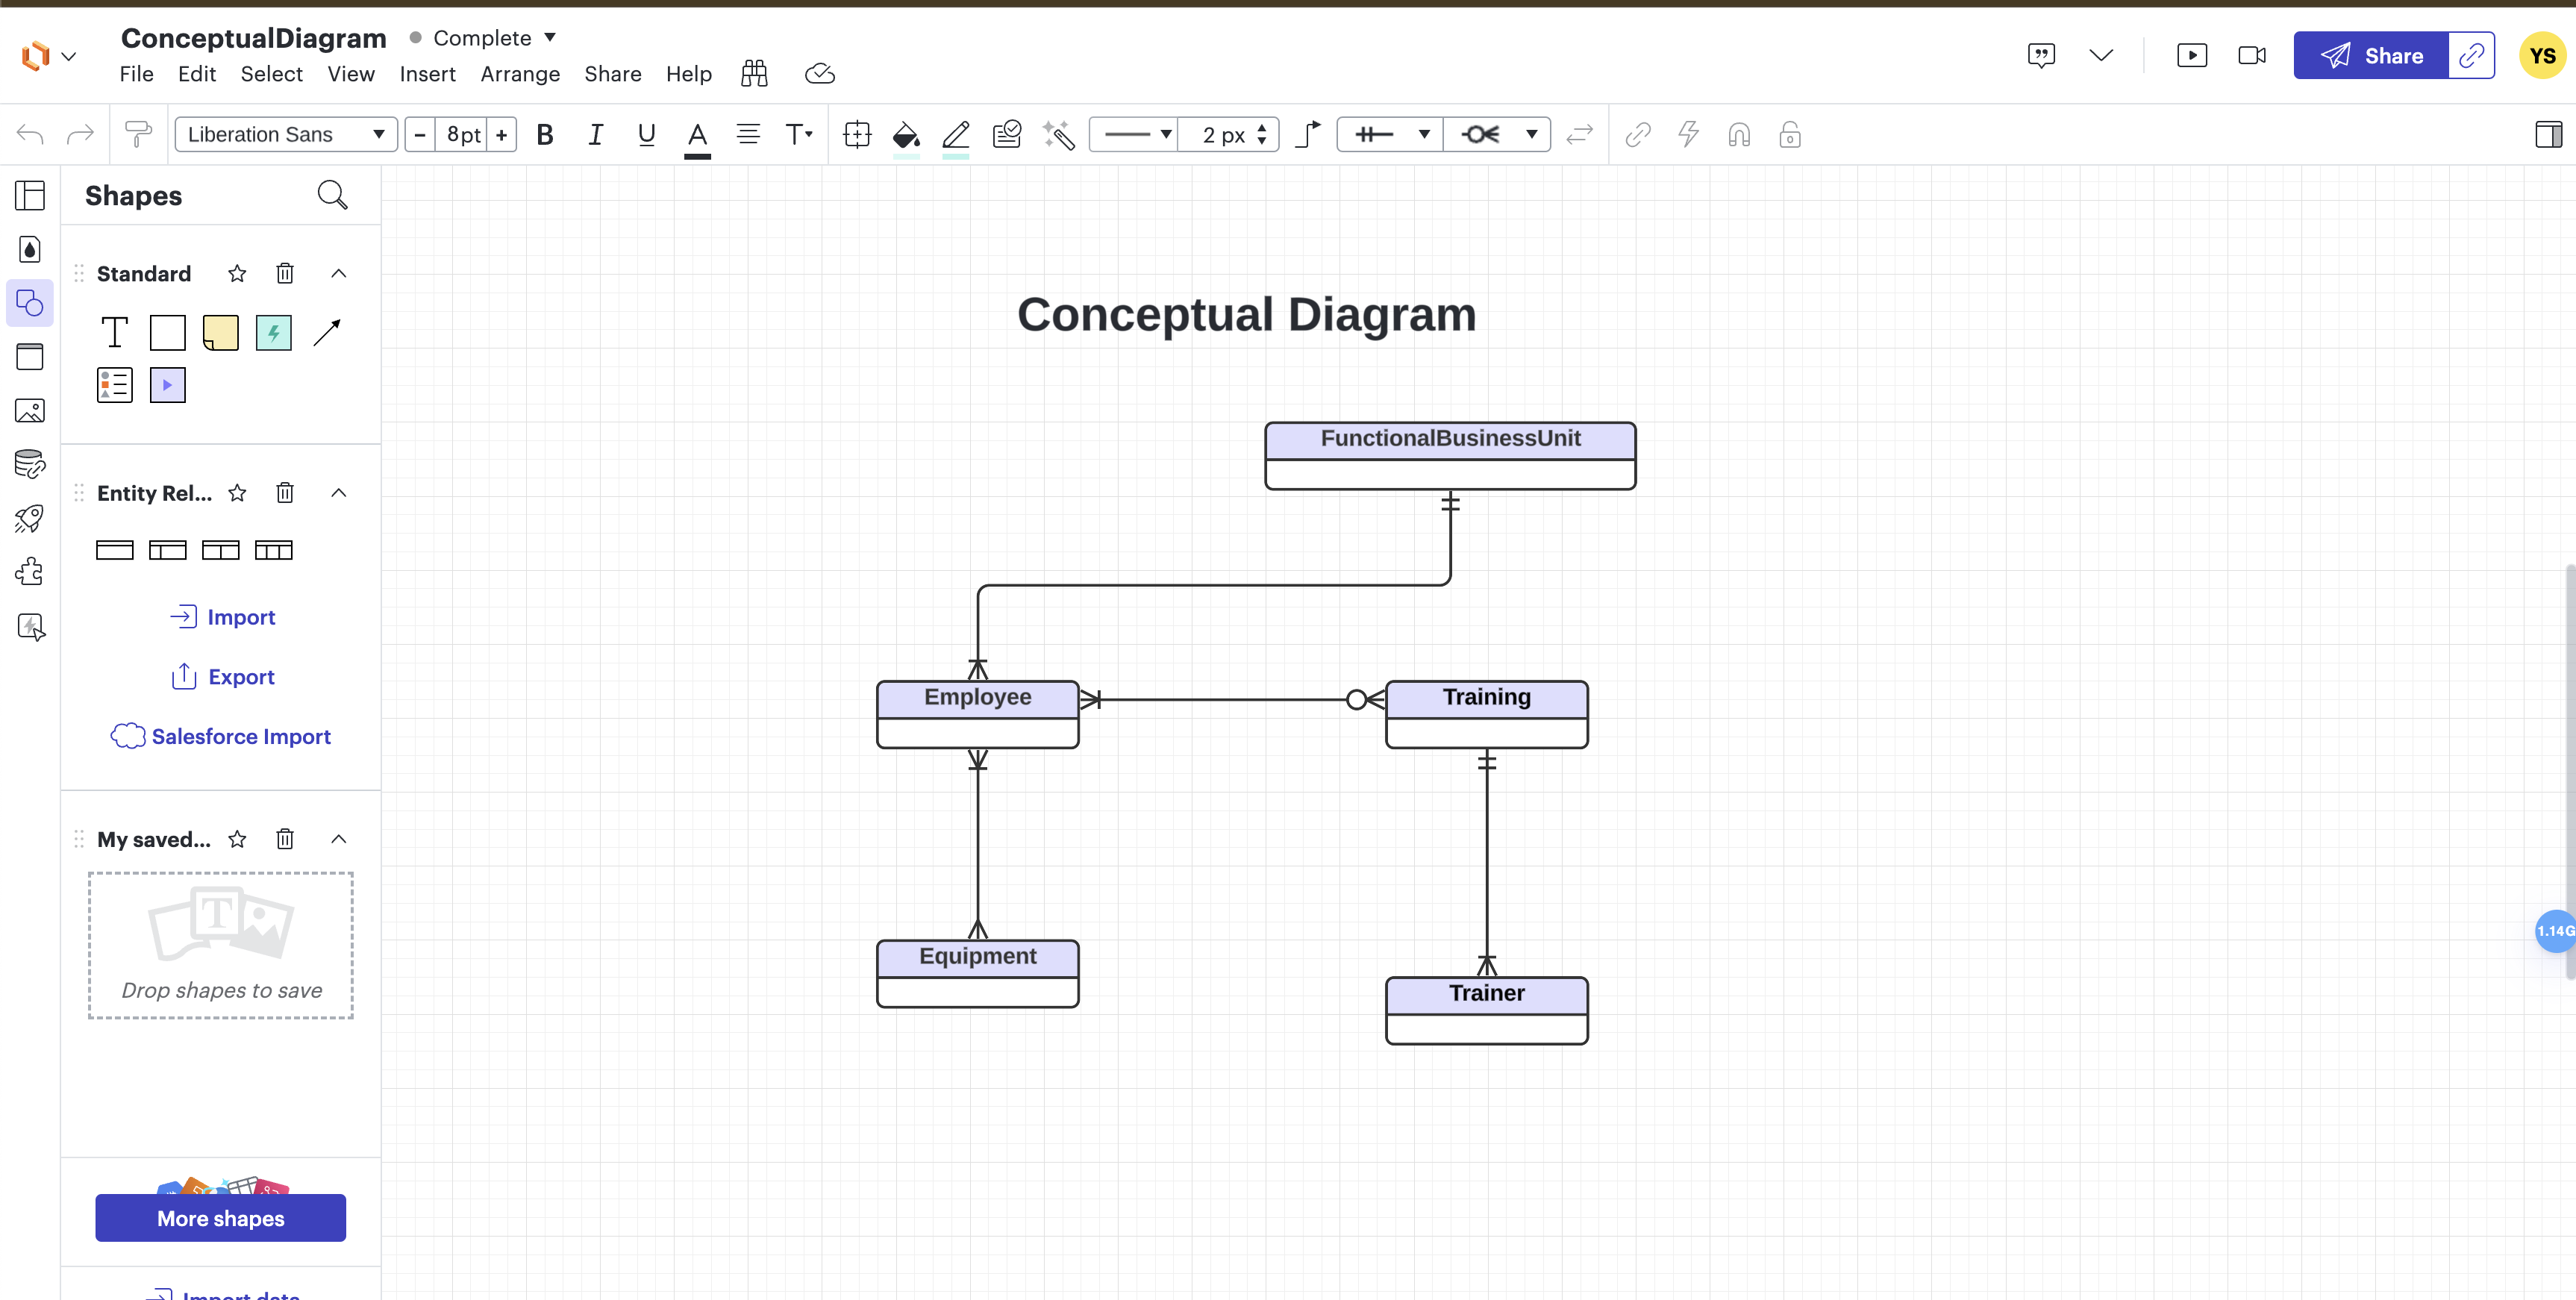 ConceptualDiagram Complete
File Edit Select View Insert Arrange Share Help
Share
YS
Liberation Sans 8pt B I U A T 2 px
Shapes
Standard
T
Entity Rel...
Import
Export
Salesforce Import
My saved...
T
Drop shapes to save
More shapes
Import data
Conceptual Diagram
FunctionalBusinessUnit
Employee
Training
Equipment
Trainer
1.14G